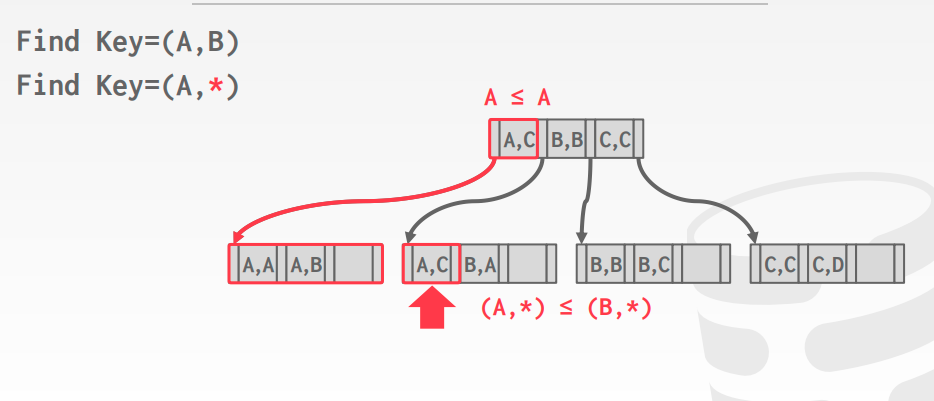 Find Key=(A,B)
Find Key=(A,*)
A ≤ A
A,C B,B C,C
A,A A,B A,C B,A B,B B,C C,C C,D
(A,*) ≤ (B,*)